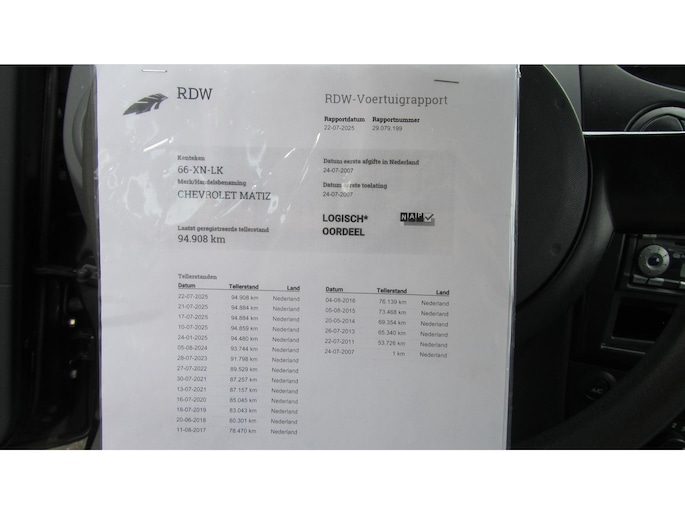 RDW
RDW-Voertuigrapport
Rapportdatum Rapportnummer
22-07-2025 29.079.199
Kenteken
66-XN-LK
Merk/Handelsbenaming
CHEVROLET MATIZ
Laatst geregistreerde tellerstand
94.908 km
Datum eerste afgifte in Nederland
24-07-2007
Datum eerste toelating
24-07-2007
LOGISCH*
OORDEEL
NAP
Tellerstanden
Datum Tellerstand Land
22-07-2025 94.908 km Nederland
21-07-2025 94.884 km Nederland
17-07-2025 94.884 km Nederland
10-07-2025 94.859 km Nederland
24-01-2025 94.480 km Nederland
05-08-2024 93.744 km Nederland
28-07-2023 91.798 km Nederland
27-07-2022 89.529 km Nederland
30-07-2021 87.257 km Nederland
13-07-2021 87.157 km Nederland
16-07-2020 85.045 km Nederland
18-07-2019 83.043 km Nederland
20-06-2018 80.301 km Nederland
11-08-2017 78.470 km Nederland
Datum Tellerstand Land
04-08-2016 76.139 km Nederland
05-08-2015 73.468 km Nederland
20-05-2014 69.354 km Nederland
26-07-2013 65.340 km Nederland
22-07-2011 53.726 km Nederland
24-07-2007 1 km Nederland